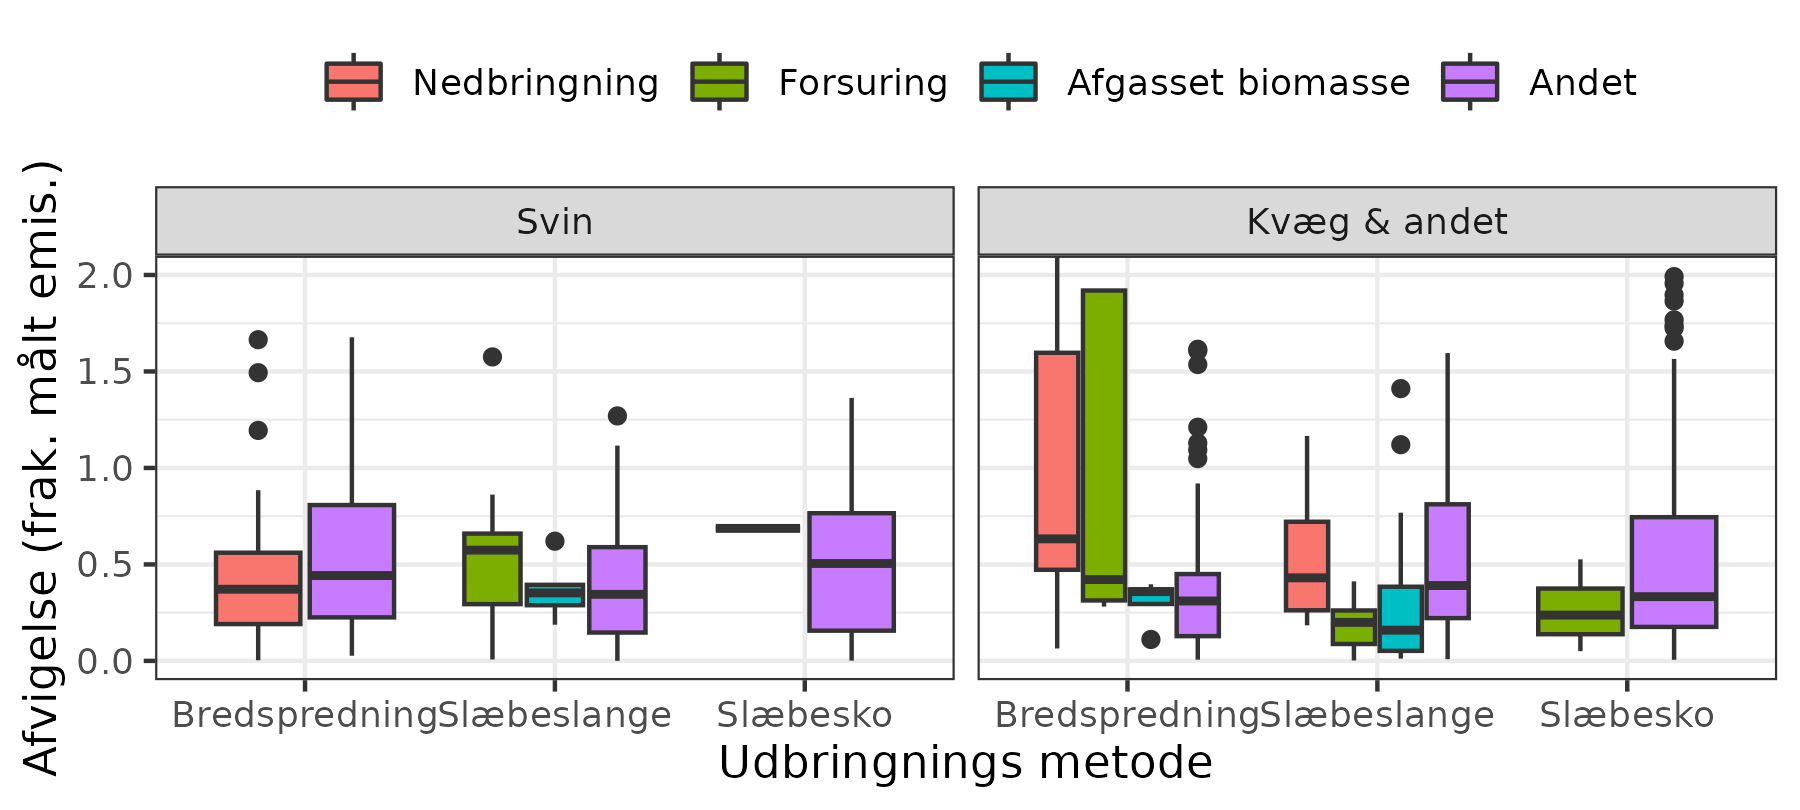 Nedbringning Forsuring Afgasset biomasse Andet
Svin Kvæg & andet
Afvigelse (frak. målt emis.)
2.0
1.5
1.0
0.5
0.0
Bredspredning Slæbeslange Slæbesko Bredspredning Slæbeslange Slæbesko
Udbringnings metode